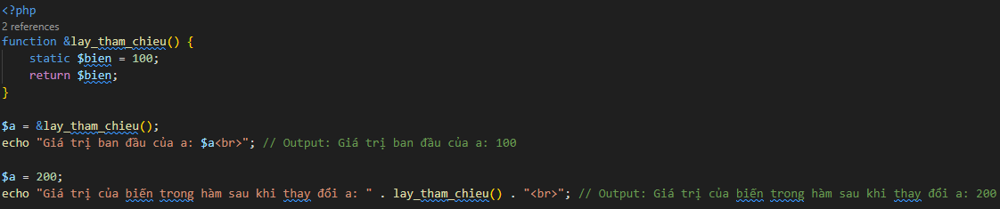 <?php
2 references
function &lay_tham_chieu() {
    static $bien = 100;
    return $bien;
}

$a = &lay_tham_chieu();
echo "Giá trị ban đầu của a: $a<br>"; // Output: Giá trị ban đầu của a: 100

$a = 200;
echo "Giá trị của biến trong hàm sau khi thay đổi a: " . lay_tham_chieu() . "<br>"; // Output: Giá trị của biến trong hàm sau khi thay đổi a: 200